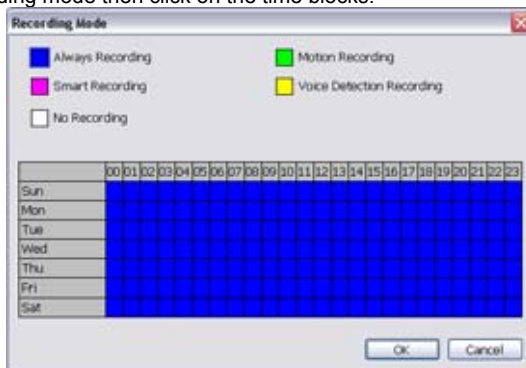 ding mode then click on the time blocks.
Recording Mode
Always Recording
Motion Recording
Smart Recording
Voice Detection Recording
No Recording
00 01 02 03 04 05 06 07 08 09 10 11 12 13 14 15 16 17 18 19 20 21 22 23
Sun
Mon
Tue
Wed
Thu
Fri
Sat
OK Cancel